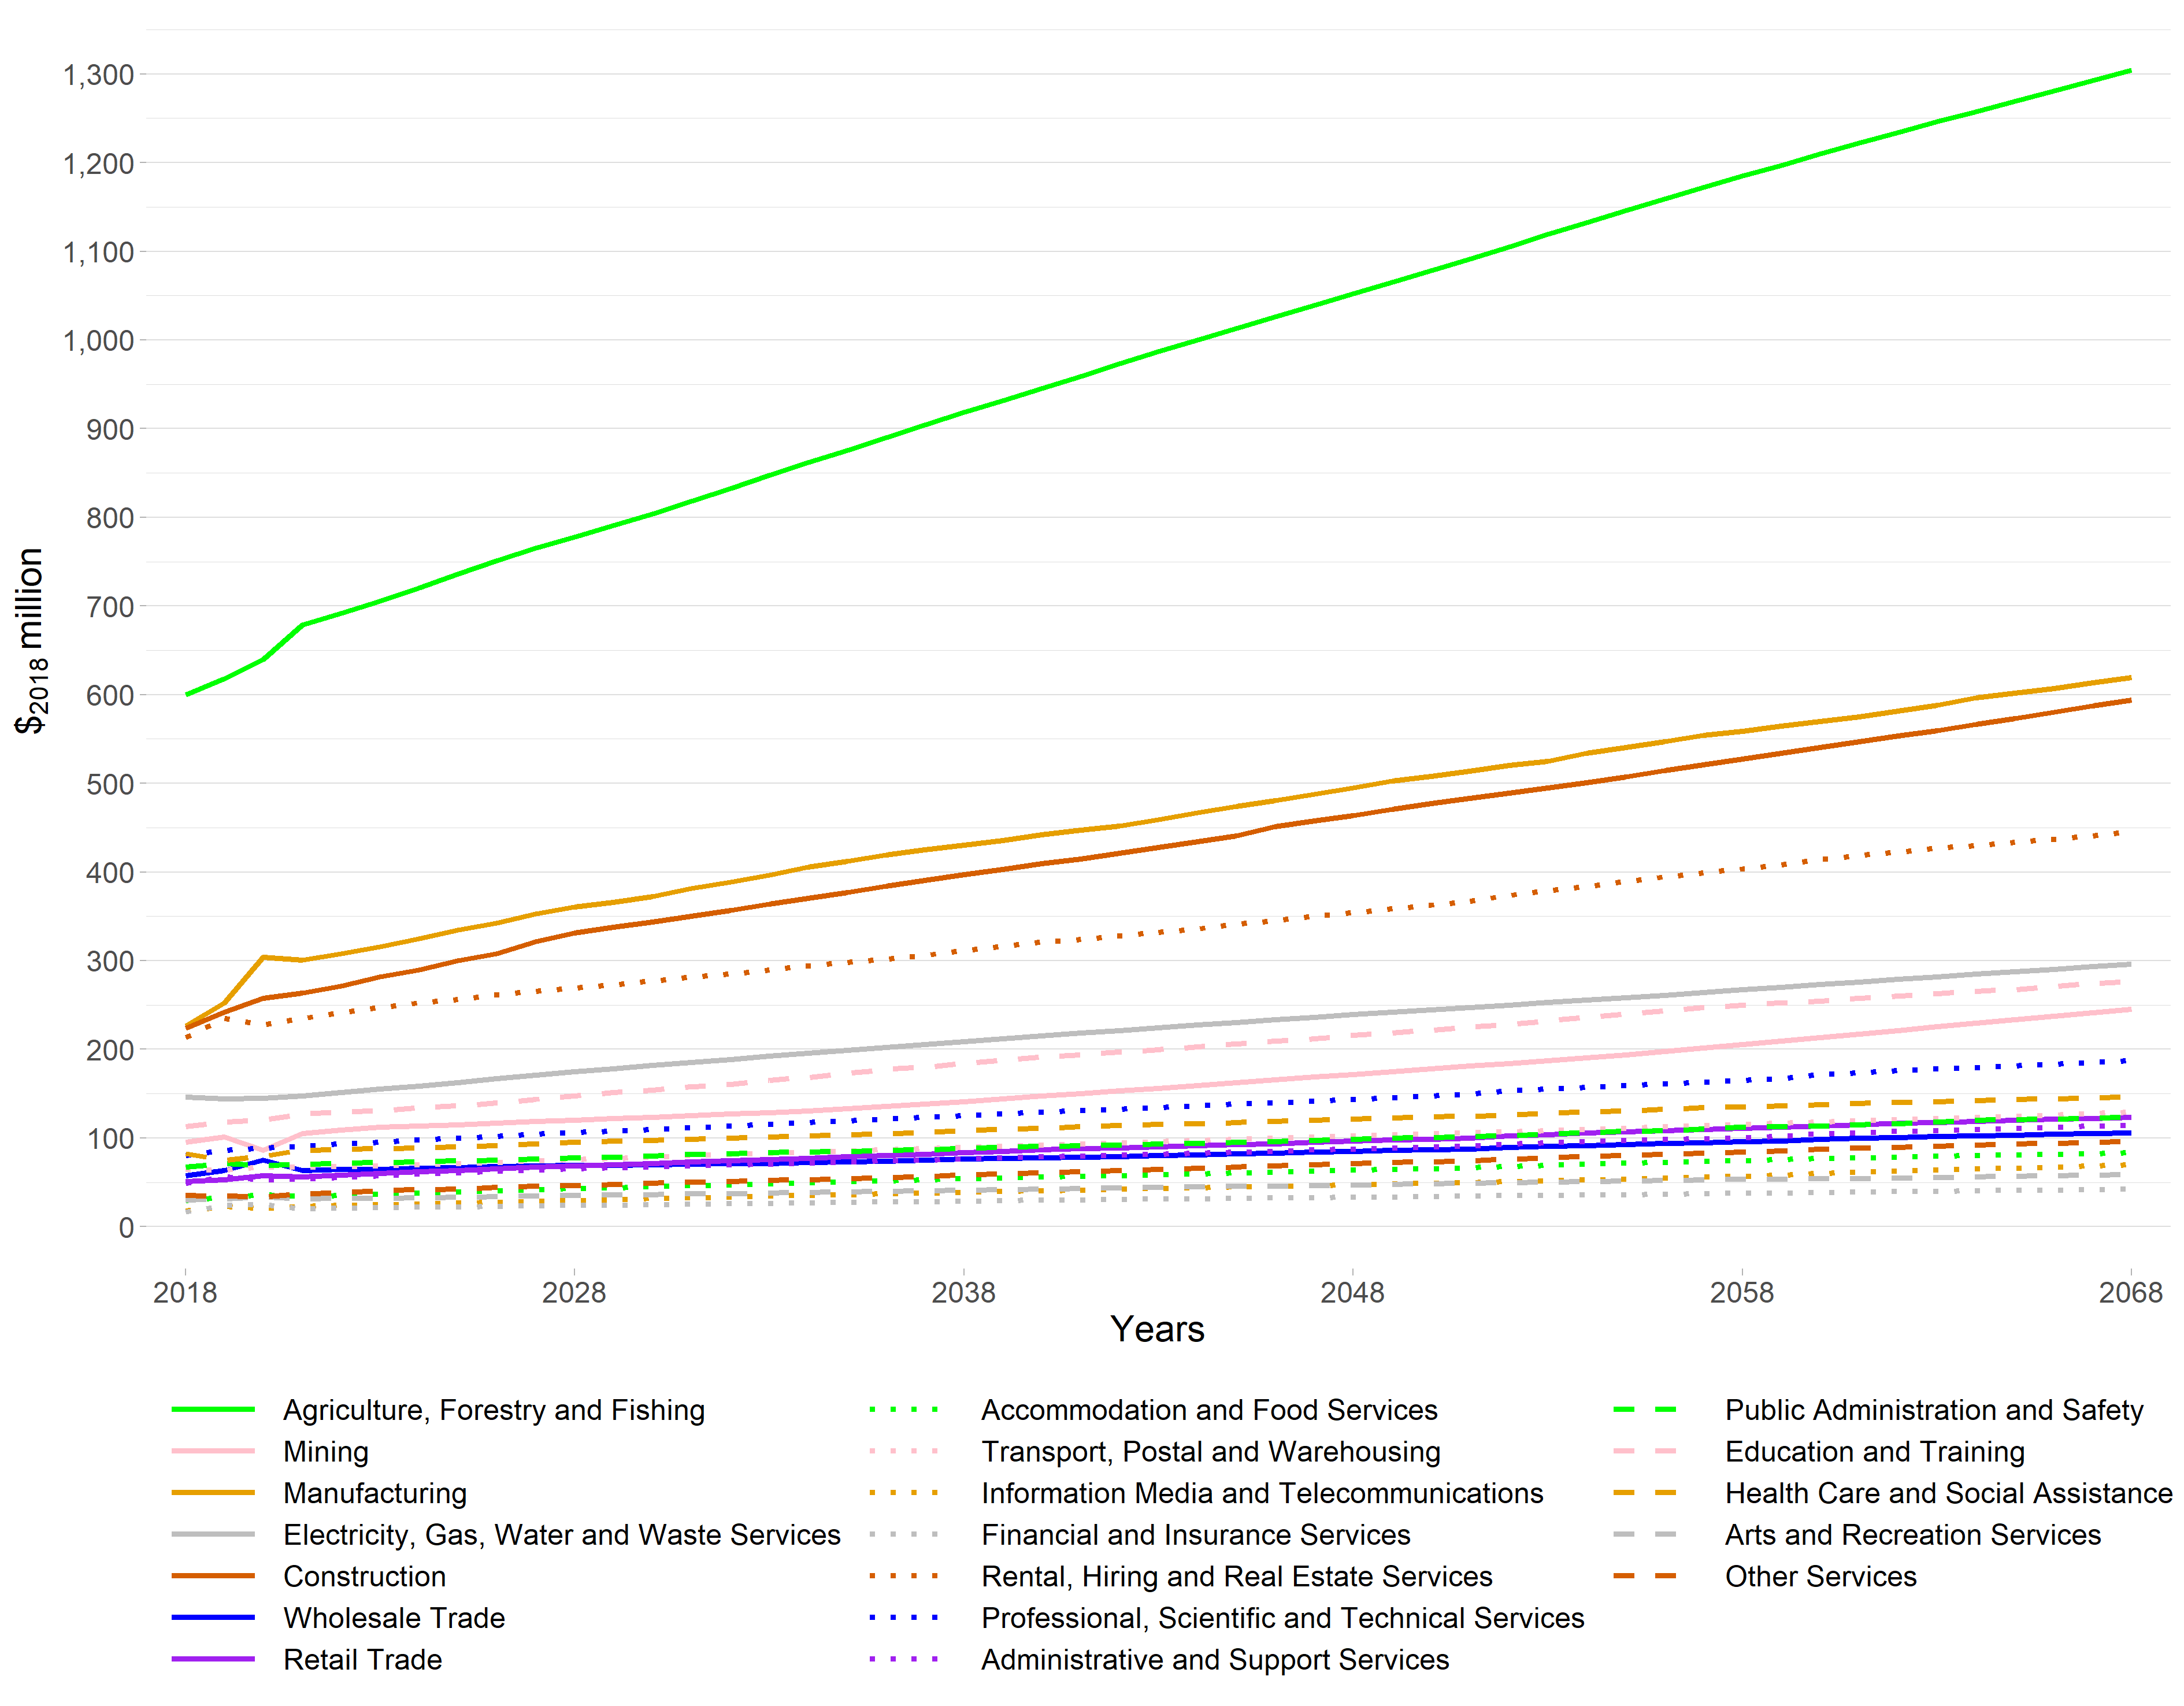 1,300
1,200
1,100
1,000
900
800
700
600
500
400
300
200
100
0
$2018 million
2018 2028 2038 2048 2058 2068
Years
Agriculture, Forestry and Fishing
Mining
Manufacturing
Electricity, Gas, Water and Waste Services
Construction
Wholesale Trade
Retail Trade
Accommodation and Food Services
Transport, Postal and Warehousing
Information Media and Telecommunications
Financial and Insurance Services
Rental, Hiring and Real Estate Services
Professional, Scientific and Technical Services
Administrative and Support Services
Public Administration and Safety
Education and Training
Health Care and Social Assistance
Arts and Recreation Services
Other Services